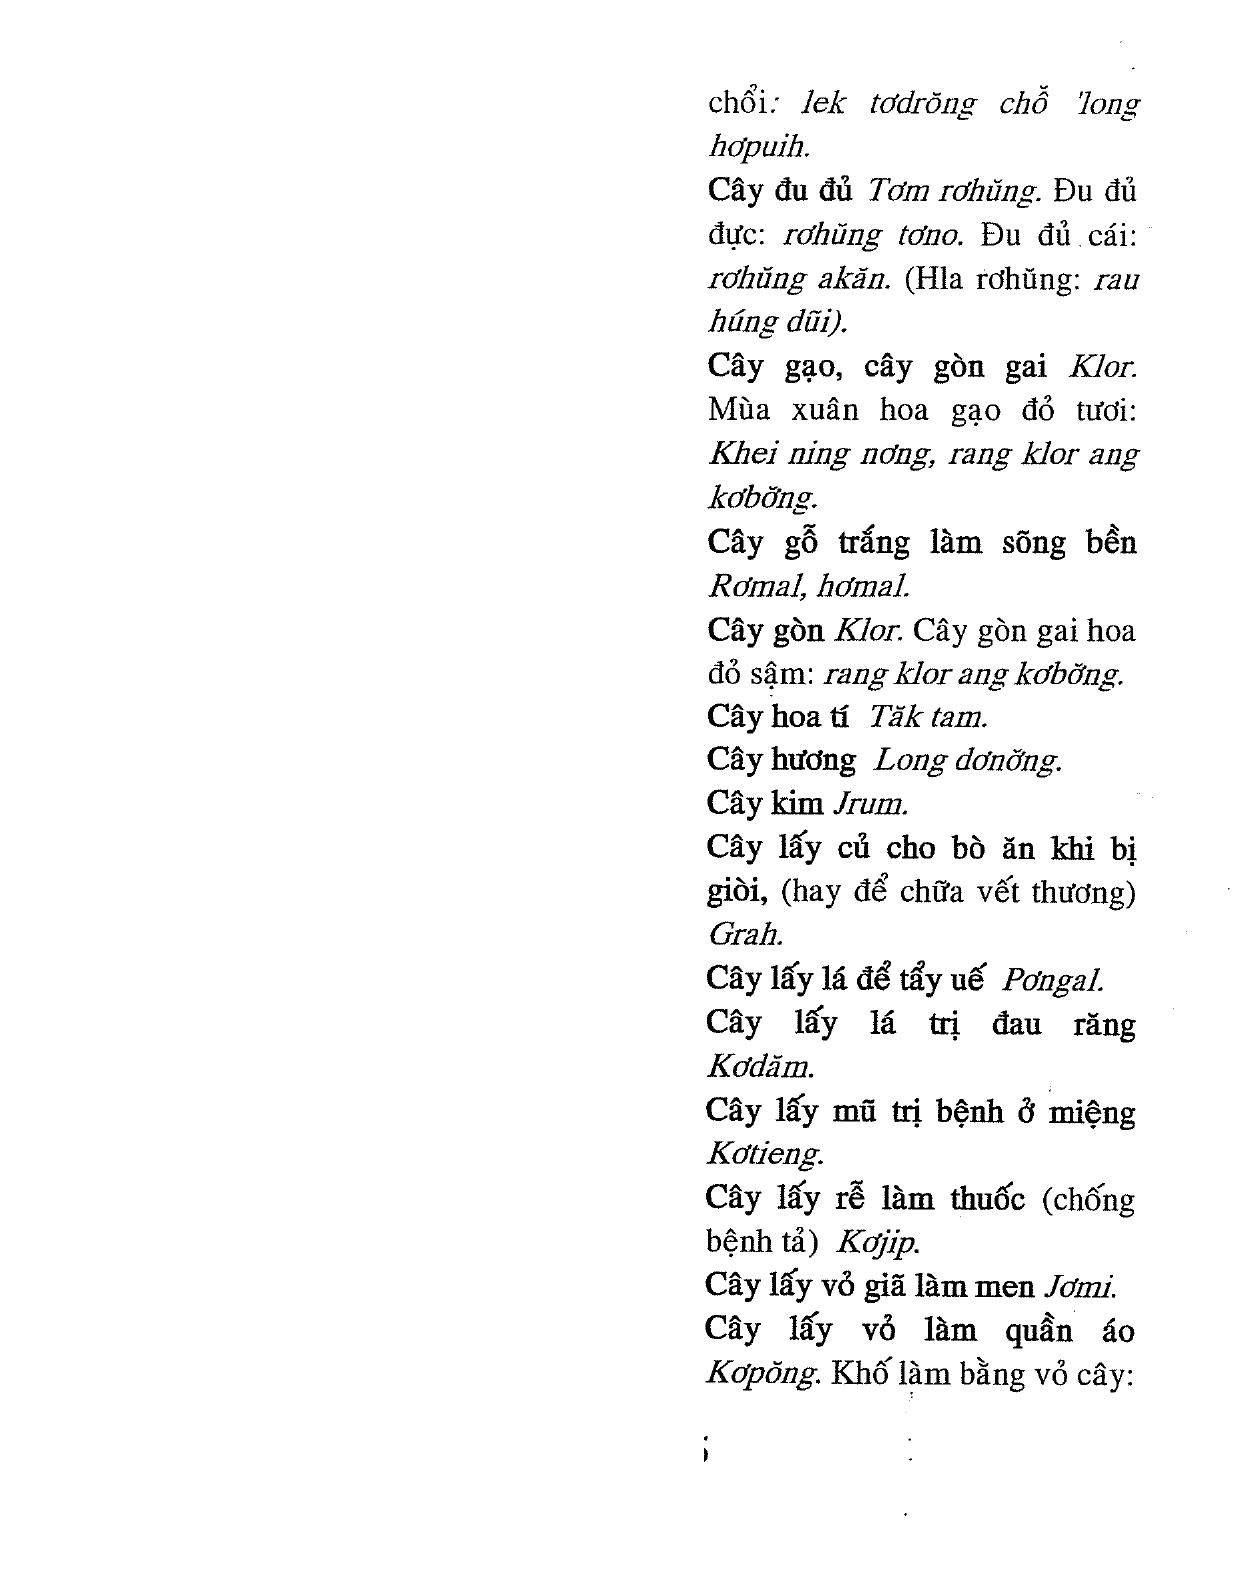 chổi: lek tơdrŏng chỗ 'long
hơpuih.
Cây đu đủ Tơm rơhŭng. Đu đủ
đực: rơhŭng tơno. Đu đủ cái:
rơhŭng akăn. (Hla rơhŭng: rau
húng dũi).
Cây gạo, cây gòn gai Klor.
Mùa xuân hoa gạo đỏ tươi:
Khei ning nơng, rang klor ang
kơbơ̆ng.
Cây gỗ trắng làm sõng bền
Rơmal, hơmal.
Cây gòn Klor. Cây gòn gai hoa
đỏ sậm: rang klor ang kơbơ̆ng.
Cây hoa tí Tăk tam.
Cây hương Long dơnơ̆ng.
Cây kim Jrum.
Cây lấy củ cho bò ăn khi bị
giòi, (hay để chữa vết thương)
Grah.
Cây lấy lá để tẩy uế Pơngal.
Cây lấy lá trị đau răng
Kơdăm.
Cây lấy mũ trị bệnh ở miệng
Kơtieng.
Cây lấy rễ làm thuốc (chống
bệnh tả) Kơjip.
Cây lấy vỏ giã làm men Jơmi.
Cây lấy vỏ làm quần áo
Kơpŏng. Khố làm bằng vỏ cây: